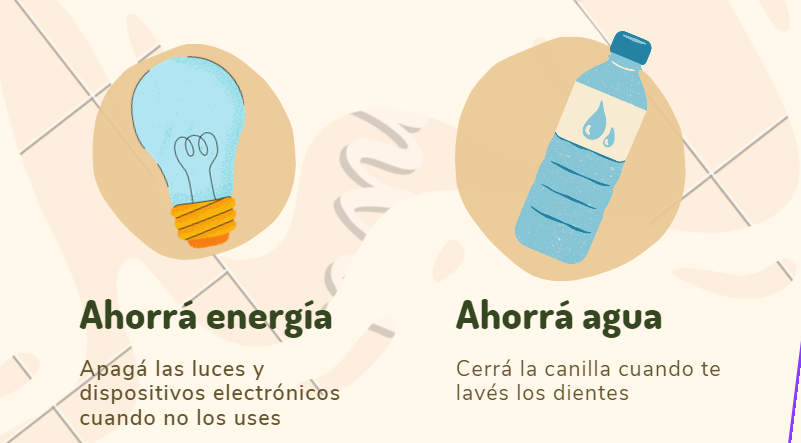 Ahorrá energía
Apagá las luces y
dispositivos electrónicos
cuando no los uses
Ahorrá agua
Cerrá la canilla cuando te
lavés los dientes